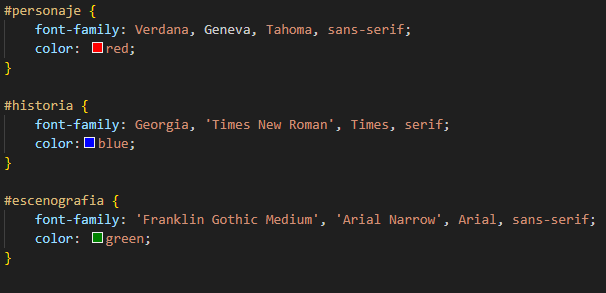 #personaje {
    font-family: Verdana, Geneva, Tahoma, sans-serif;
    color: red;
}
#historia {
    font-family: Georgia, 'Times New Roman', Times, serif;
    color:blue;
}
#escenografia {
    font-family: 'Franklin Gothic Medium', 'Arial Narrow', Arial, sans-serif;
    color: green;
}